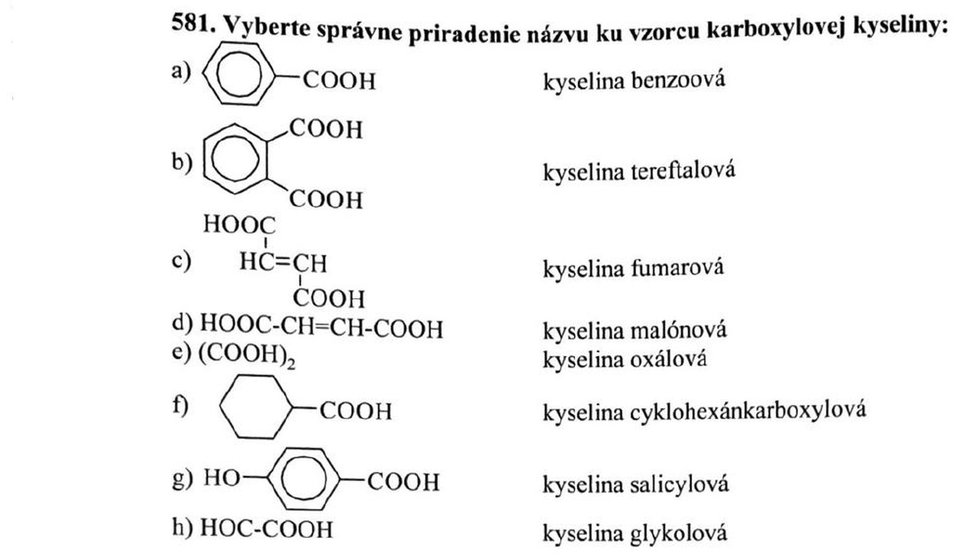 581. Vyberte správne priradenie názvu ku vzorcu karboxylovej kyseliny:
a) COOH kyselina benzoová
COOH
b) kyselina tereftalová
COOH
HOOC
c) HC=CH kyselina fumarová
COOH
d) HOOC-CH=CH-COOH kyselina malónová
e) (COOH)₂ kyselina oxálová
f) COOH kyselina cyklohexánkarboxylová
g) HO COOH kyselina salicylová
h) HOC-COOH kyselina glykolová